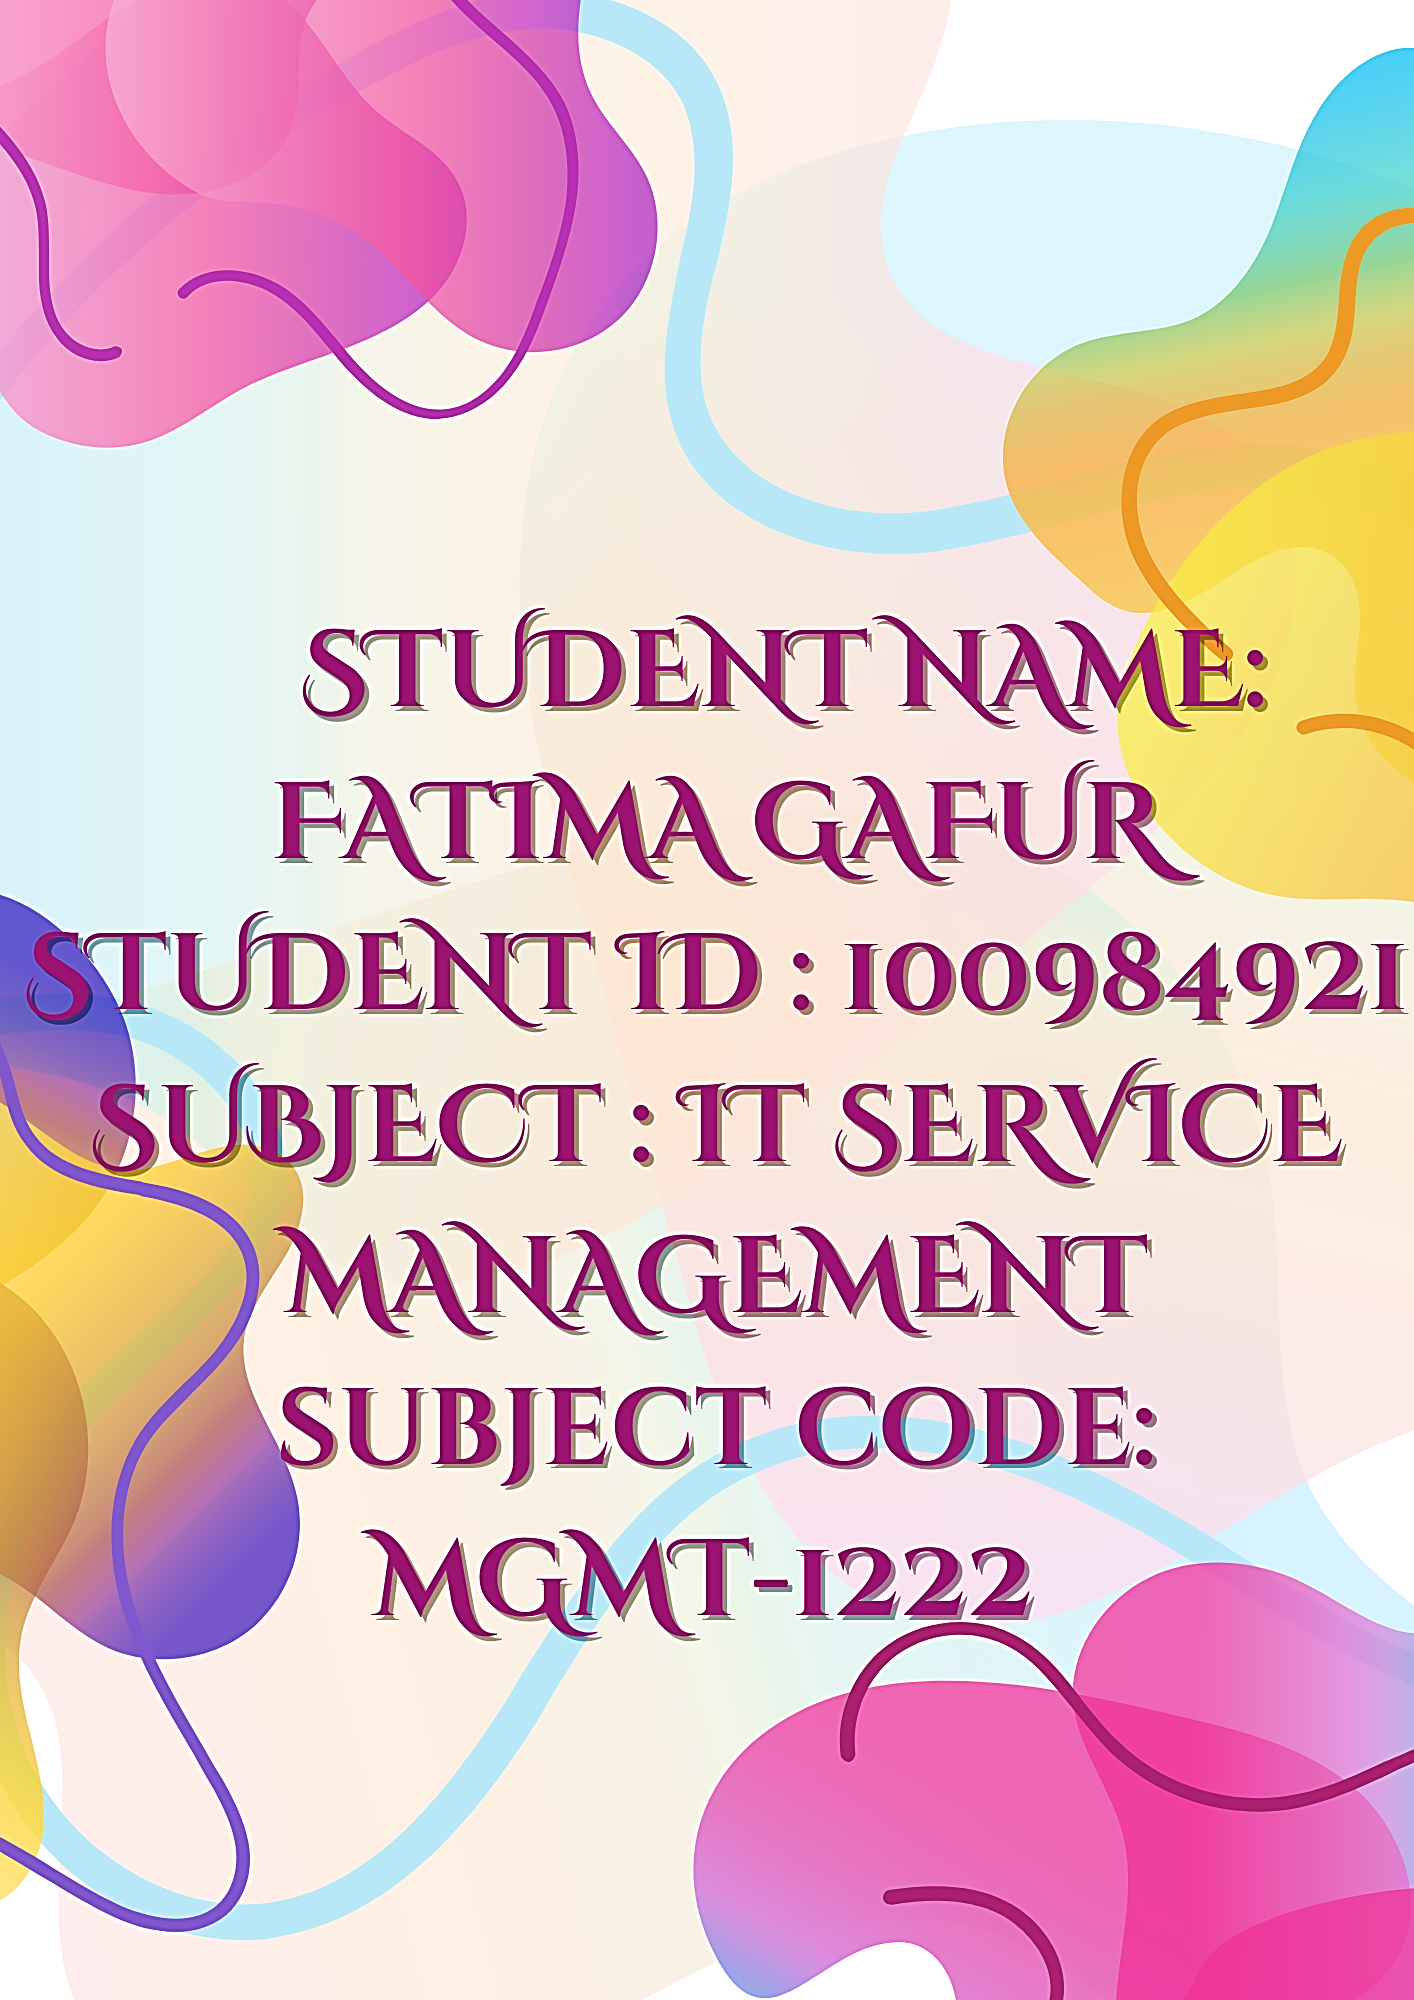 STUDENT NAME:
FATIMA GAFUR
STUDENT ID : 100984921
SUBJECT : IT SERVICE
MANAGEMENT
SUBJECT CODE:
MGMT-1222